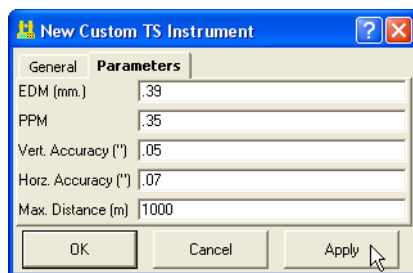 New Custom TS Instrument
General Parameters
EDM (mm.) .39
PPM .35
Vert. Accuracy (") .05
Horz. Accuracy (") .07
Max. Distance (m) 1000
OK Cancel Apply